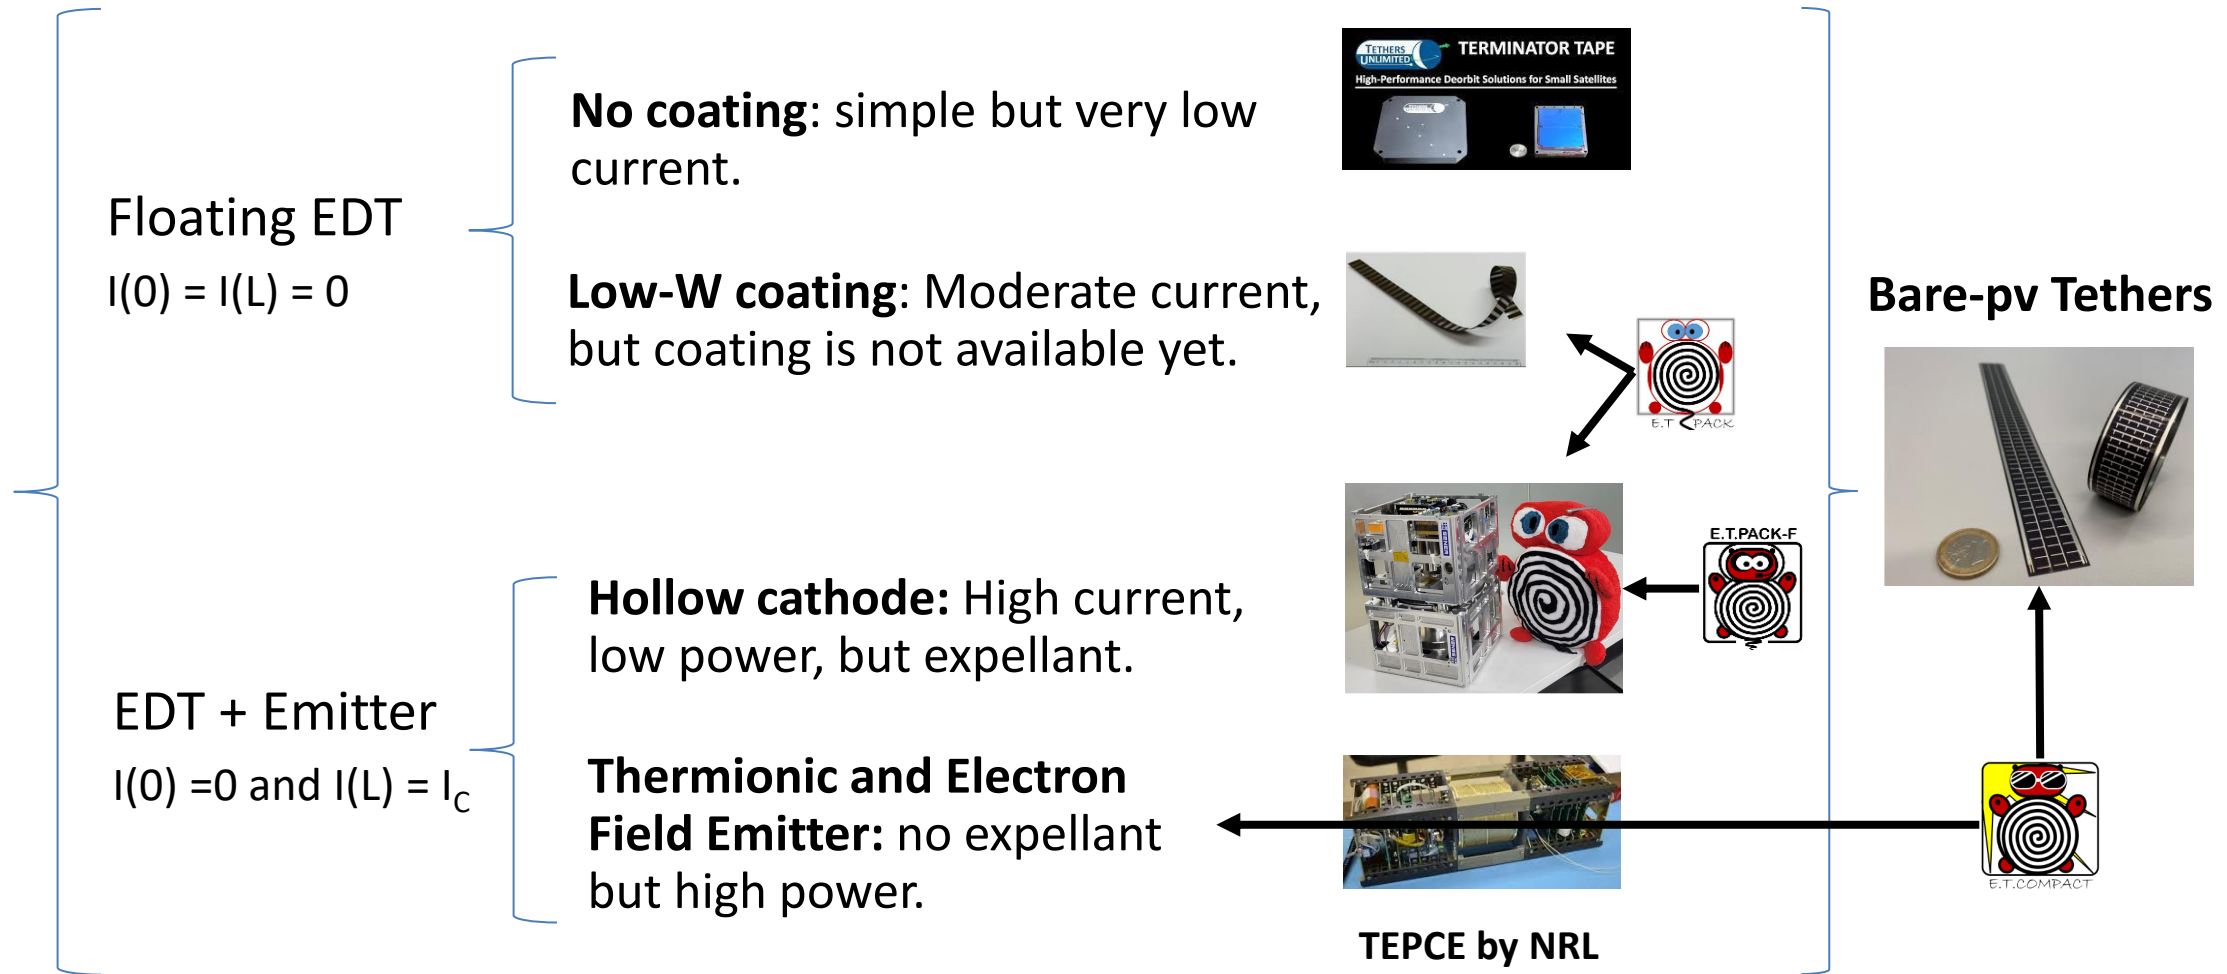 Floating EDT
I(0) = I(L) = 0
No coating: simple but very low
current.
Low-W coating: Moderate current,
but coating is not available yet.
TETHERS
UNLIMITED
TERMINATOR TAPE
High-Performance Deorbit Solutions for Small Satellites
E.T PACK
EDT + Emitter
I(0) =0 and I(L) = IC
Hollow cathode: High current,
low power, but expellant.
Thermionic and Electron
Field Emitter: no expellant
but high power.
E.T.PACK-F
TEPCE by NRL
Bare-pv Tethers
E.T.COMPACT